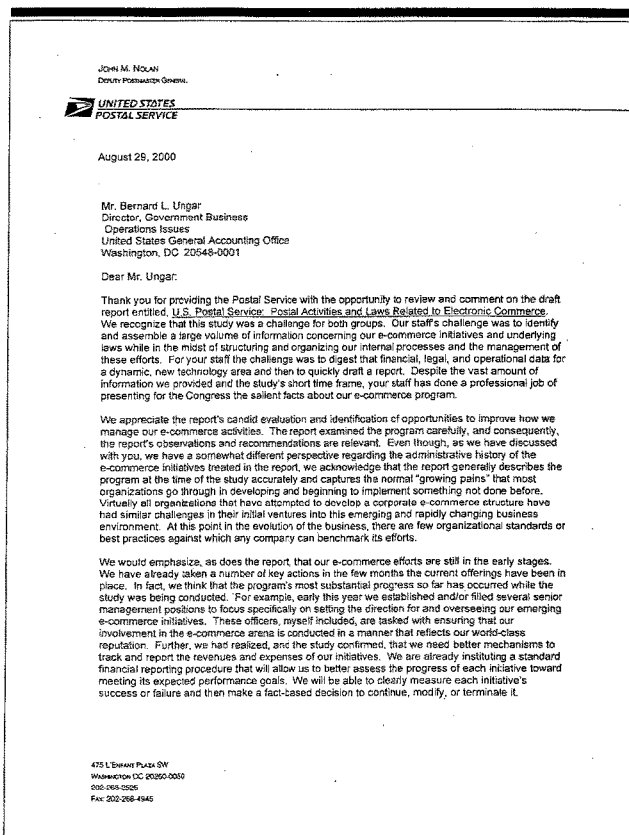 JOHN M. NOLAN
DEPUTY POSTMASTER GENERAL
UNITED STATES
POSTAL SERVICE
August 29, 2000
Mr. Bernard L. Ungar
Director, Government Business
Operations Issues
United States General Accounting Office
Washington, DC 20548-0001
Dear Mr. Ungar:
Thank you for providing the Postal Service with the opportunity to review and comment on the draft
report entitled, U.S. Postal Service: Postal Activities and Laws Related to Electronic Commerce.
We recognize that this study was a challenge for both groups. Our staff's challenge was to identify
and assemble a large volume of information concerning our e-commerce initiatives and underlying
laws while in the midst of structuring and organizing our internal processes and the management of
these efforts. For your staff the challenge was to digest that financial, legal, and operational data for
a dynamic, new technology area and then to quickly draft a report. Despite the vast amount of
information we provided and the study's short time frame, your staff has done a professional job of
presenting for the Congress the salient facts about our e-commerce program.
We appreciate the report's candid evaluation and identification of opportunities to improve how we
manage our e-commerce activities. The report examined the program carefully, and consequently,
the report's observations and recommendations are relevant. Even though, as we have discussed
with you, we have a somewhat different perspective regarding the administrative history of the
e-commerce initiatives treated in the report, we acknowledge that the report generally describes the
program at the time of the study accurately and captures the normal "growing pains" that most
organizations go through in developing and beginning to implement something not done before.
Virtually all organizations that have attempted to develop a corporate e-commerce structure have
had similar challenges in their initial ventures into this emerging and rapidly changing business
environment. At this point in the evolution of the business, there are few organizational standards or
best practices against which any company can benchmark its efforts.
We would emphasize, as does the report, that our e-commerce efforts are still in the early stages.
We have already taken a number of key actions in the few months the current offerings have been in
place. In fact, we think that the program's most substantial progress so far has occurred while the
study was being conducted. For example, early this year we established and/or filled several senior
management positions to focus specifically on setting the direction for and overseeing our emerging
e-commerce initiatives. These officers, myself included, are tasked with ensuring that our
involvement in the e-commerce arena is conducted in a manner that reflects our world-class
reputation. Further, we had realized, and the study confirmed, that we need better mechanisms to
track and report the revenues and expenses of our initiatives. We are already instituting a standard
financial reporting procedure that will allow us to better assess the progress of each initiative toward
meeting its expected performance goals. We will be able to clearly measure each initiative's
success or failure and then make a fact-based decision to continue, modify, or terminate it.
475 L'ENFANT PLAZA SW
WASHINGTON DC 20260-0050
202-268-2525
FAX: 202-268-4945